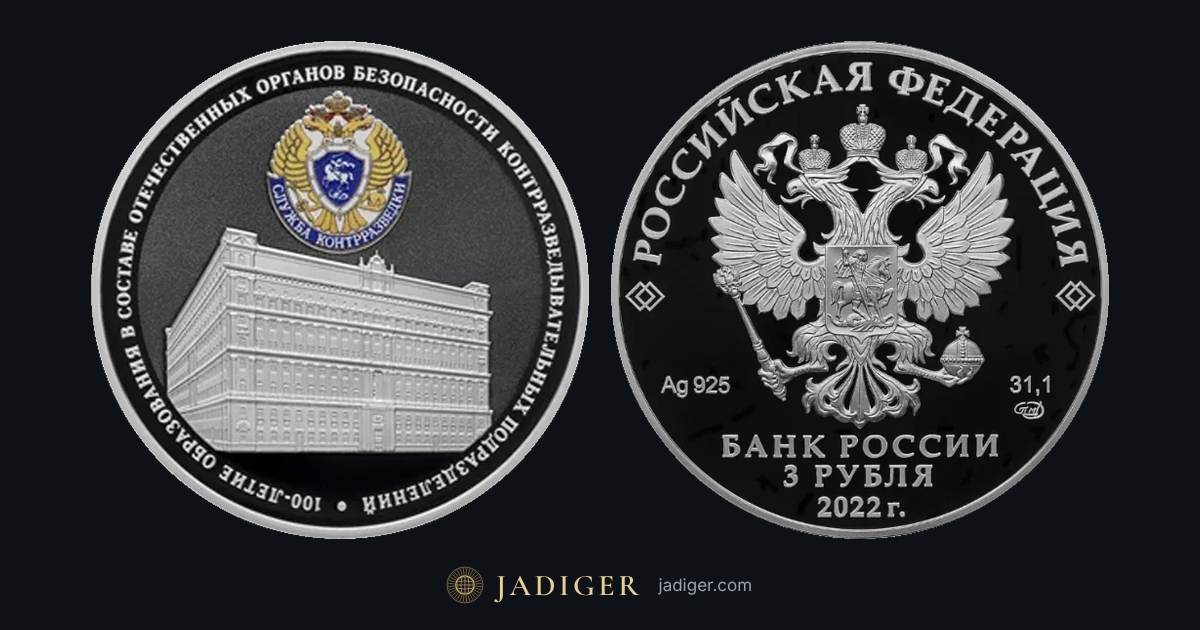 100-ЛЕТИЕ ОБРАЗОВАНИЯ В СОСТАВЕ ОТЕЧЕСТВЕННЫХ ОРГАНОВ БЕЗОПАСНОСТИ КОНТРРАЗВЕДЫВАТЕЛЬНЫХ ПОДРАЗДЕЛЕНИЙ •
СЛУЖБА КОНТРРАЗВЕДКИ
РОССИЙСКАЯ ФЕДЕРАЦИЯ
Ag 925
31,1
СПМД
БАНК РОССИИ
3 РУБЛЯ
2022 г.
JADIGER jadiger.com